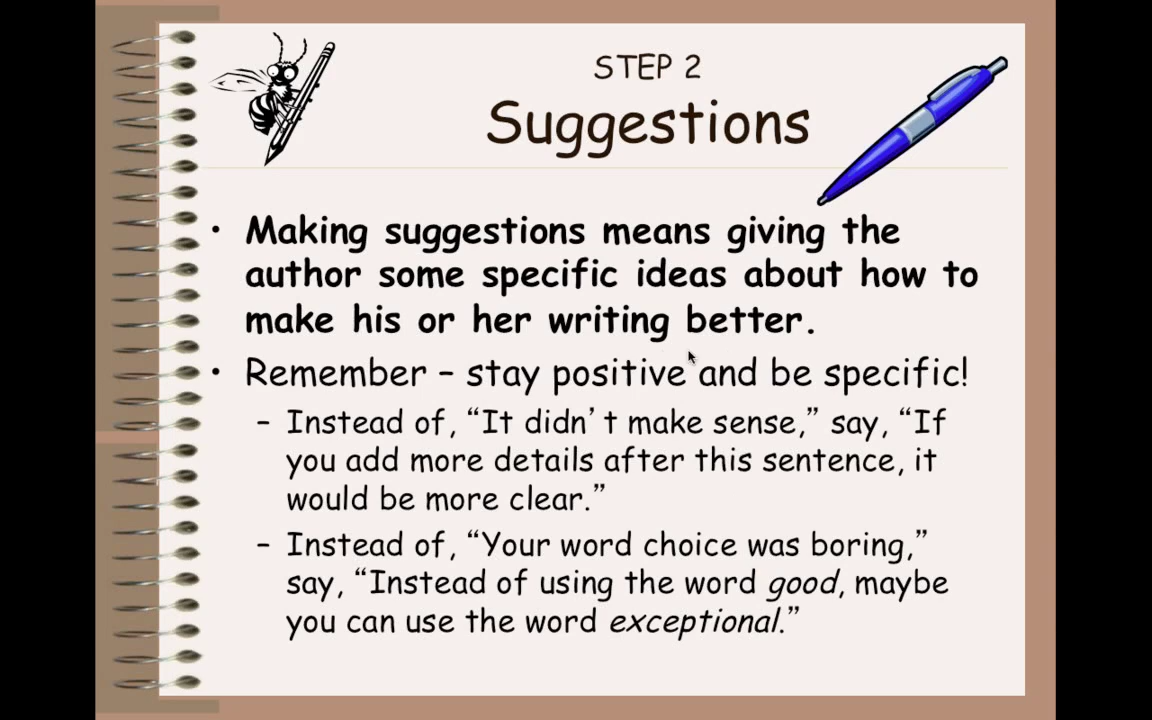 STEP 2
Suggestions
• Making suggestions means giving the
author some specific ideas about how to
make his or her writing better.
• Remember – stay positive and be specific!
– Instead of, “It didn’ t make sense,” say, “If
you add more details after this sentence, it
would be more clear.”
– Instead of, “Your word choice was boring,”
say, “Instead of using the word good, maybe
you can use the word exceptional.”